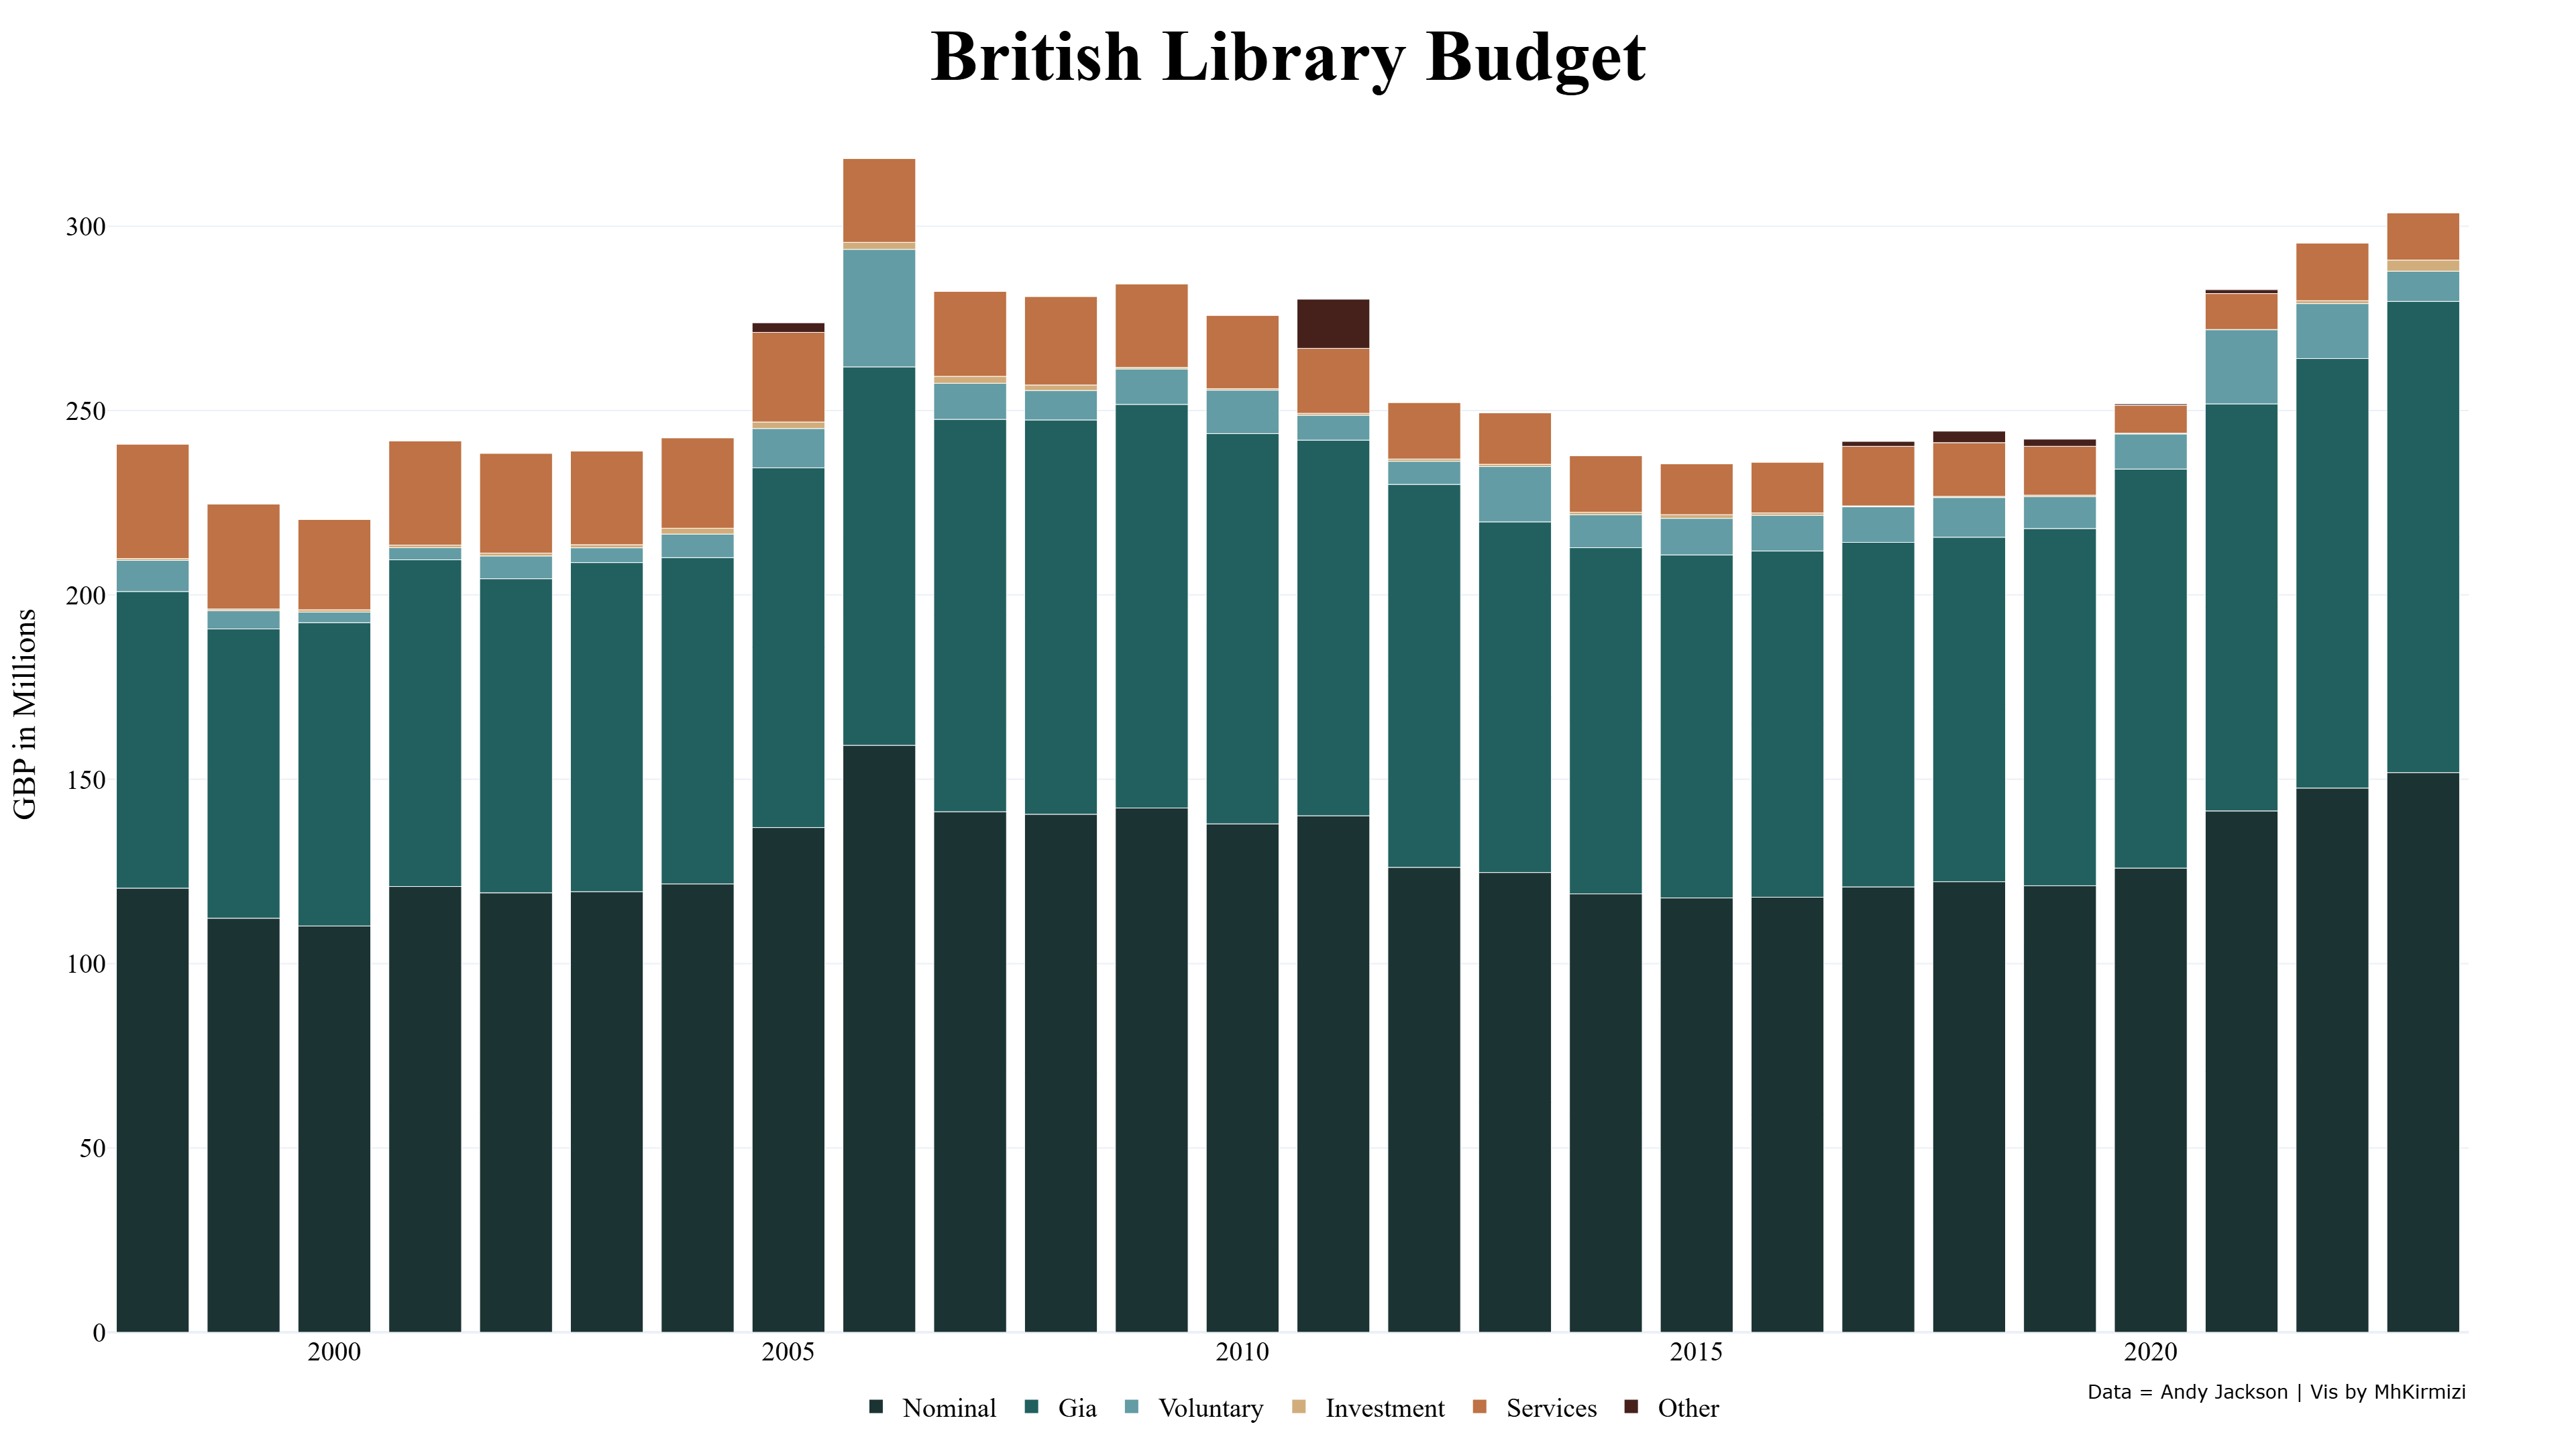 British Library Budget
GBP in Millions
300
250
200
150
100
50
0
2000 2005 2010 2015 2020
Data = Andy Jackson | Vis by MhKirmizi
Nominal Gia Voluntary Investment Services Other